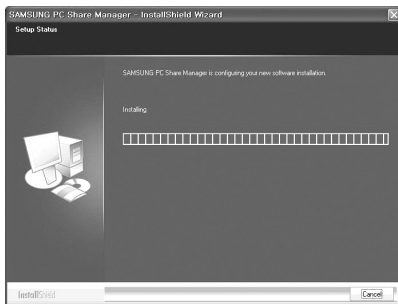 SAMSUNG PC Share Manager - InstallShield Wizard
Setup Status
SAMSUNG PC Share Manager is configuring your new software installation.
Installing
InstallShield
Cancel